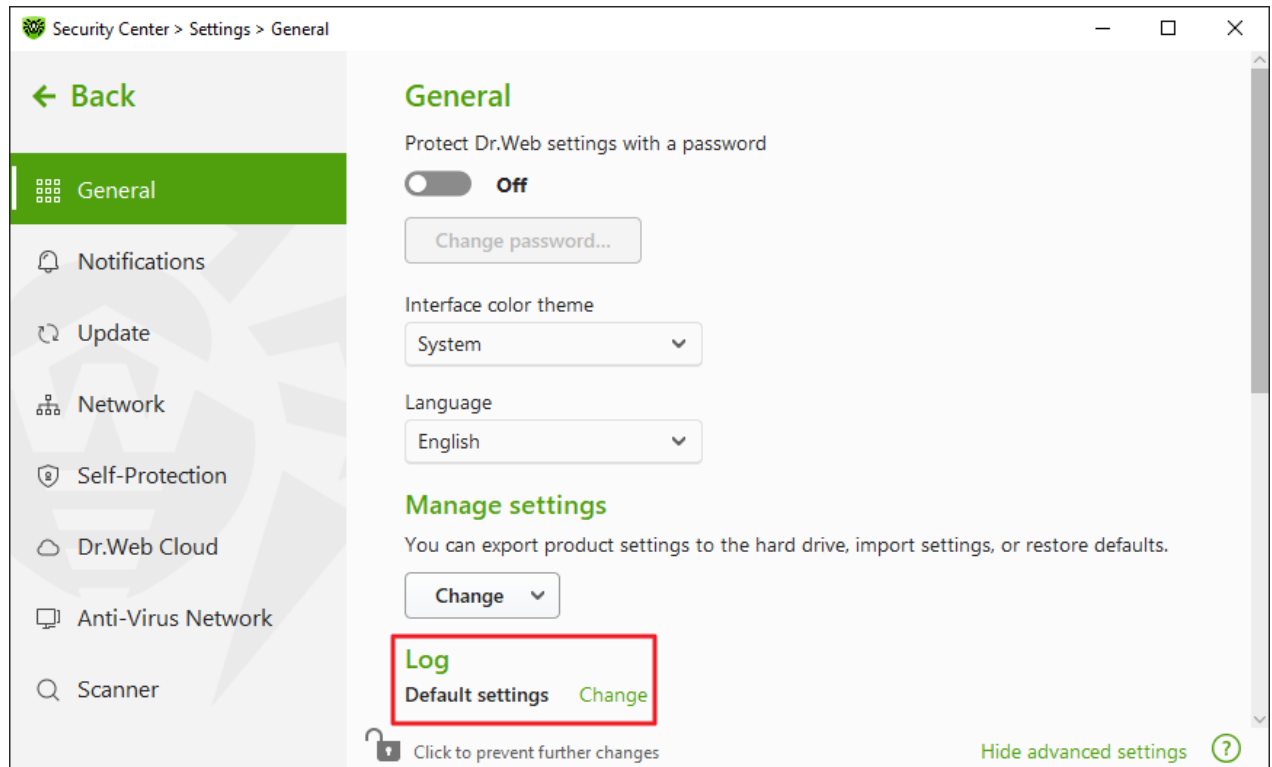 Security Center > Settings > General
Back
General
Notifications
Update
Network
Self-Protection
Dr.Web Cloud
Anti-Virus Network
Scanner
General
Protect Dr.Web settings with a password
Off
Change password...
Interface color theme
System
Language
English
Manage settings
You can export product settings to the hard drive, import settings, or restore defaults.
Change
Log
Default settings Change
Click to prevent further changes
Hide advanced settings ?